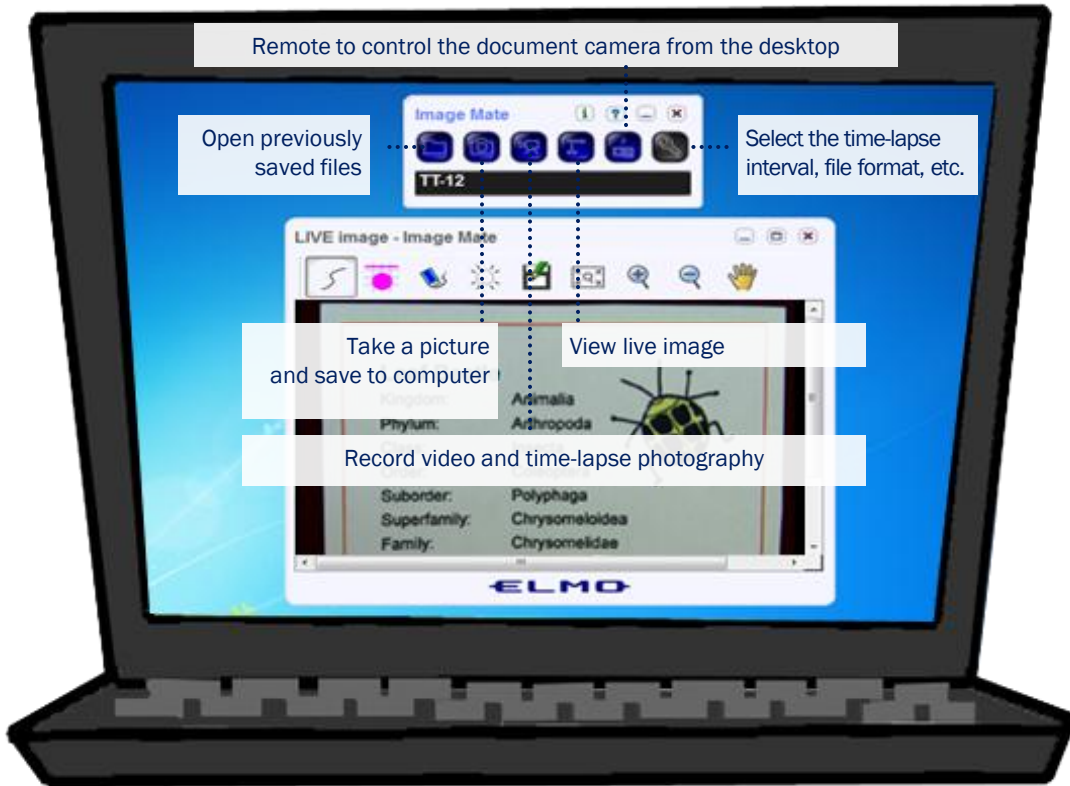 Remote to control the document camera from the desktop
Image Mate
Open previously
saved files
Select the time-lapse
interval, file format, etc.
TT-12
LIVE image - Image Mate
Take a picture
and save to computer
View live image
Kingdom: Animalia
Phylum: Arthropoda
Record video and time-lapse photography
Suborder: Polyphaga
Superfamily: Chrysomeloidea
Family: Chrysomelidae
ELMO